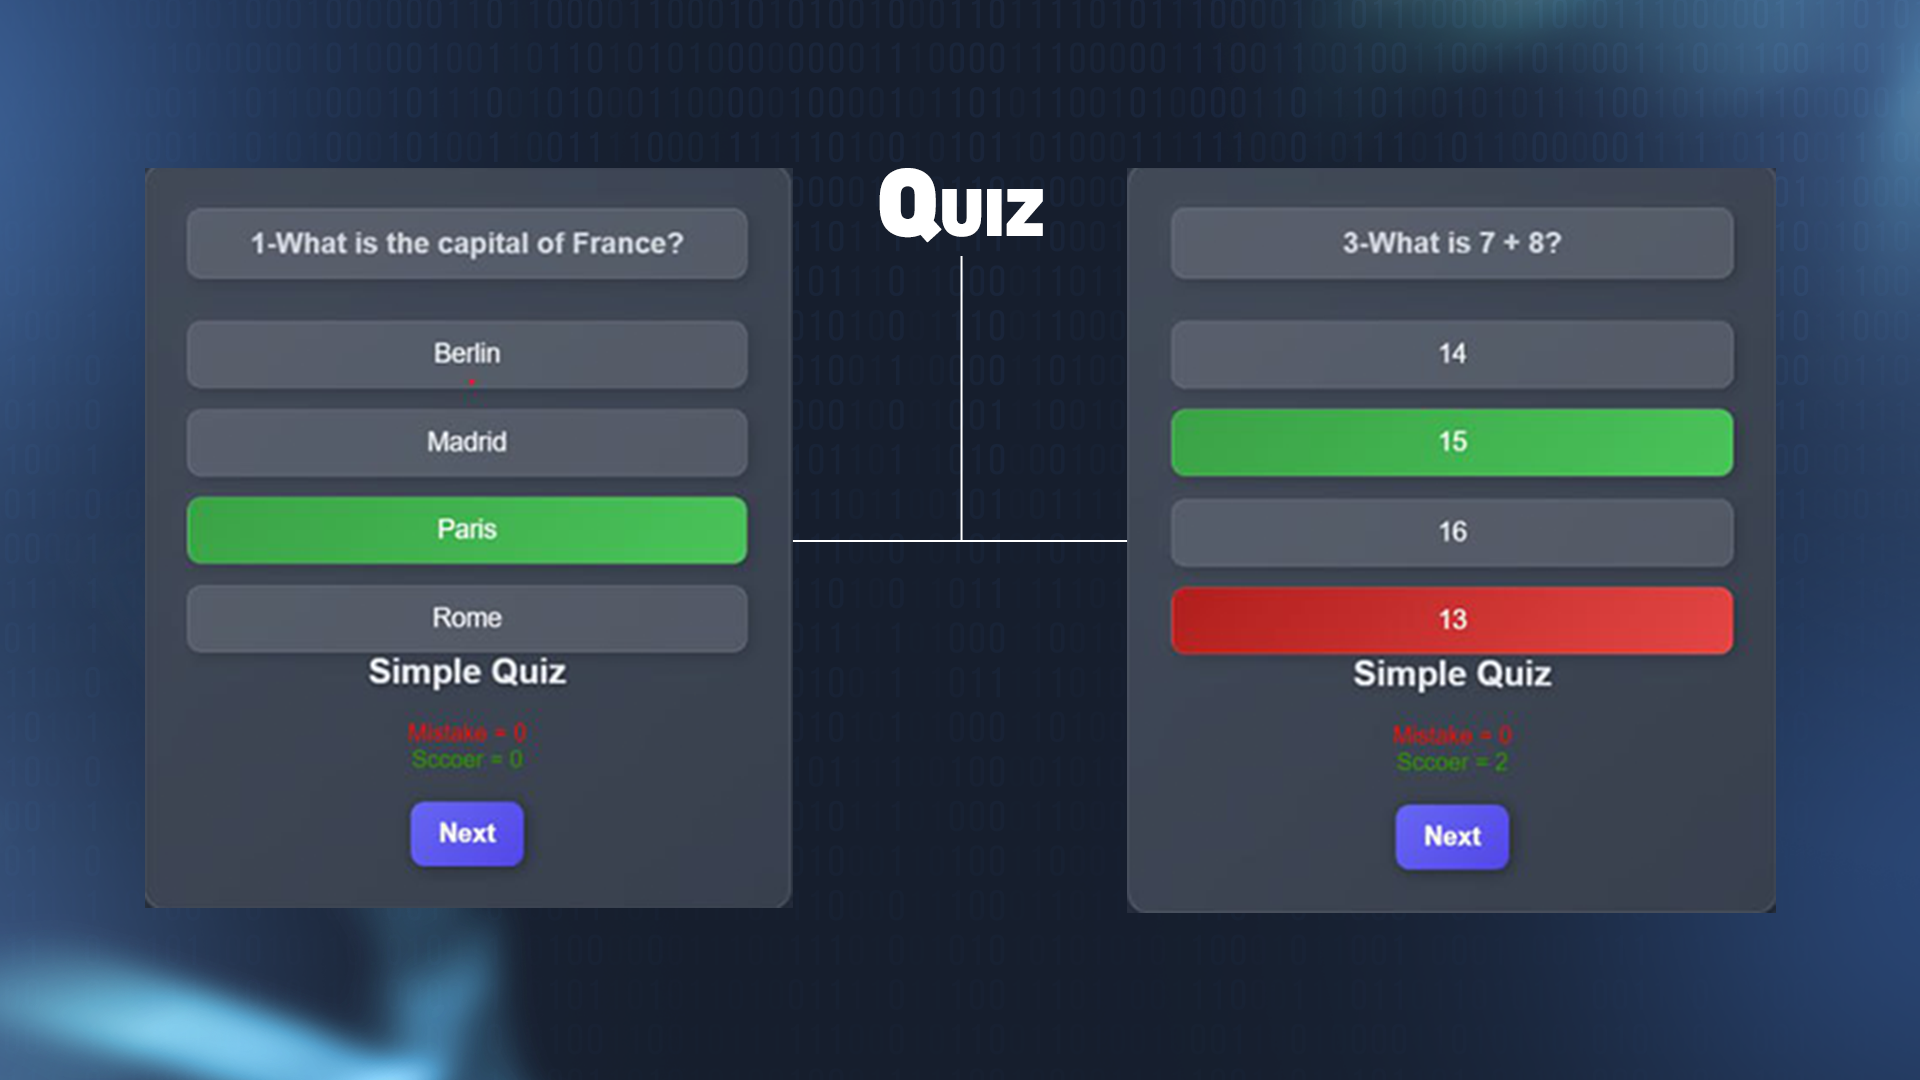 Quiz
1-What is the capital of France?
Berlin
Madrid
Paris
Rome
Simple Quiz
Mistake = 0
Sccoer = 0
Next
3-What is 7 + 8?
14
15
16
13
Simple Quiz
Mistake = 0
Sccoer = 2
Next